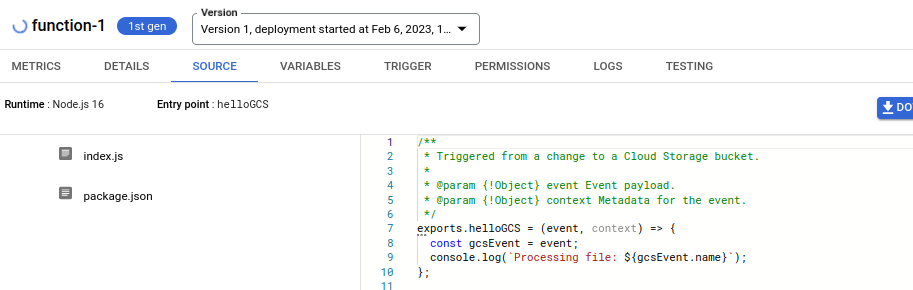 function-1
1st gen
Version
Version 1, deployment started at Feb 6, 2023, 1...
METRICS
DETAILS
SOURCE
VARIABLES
TRIGGER
PERMISSIONS
LOGS
TESTING
Runtime : Node.js 16
Entry point : helloGCS
DO
index.js
package.json
1 /**
2 * Triggered from a change to a Cloud Storage bucket.
3 *
4 * @param {!Object} event Event payload.
5 * @param {!Object} context Metadata for the event.
6 */
7 exports.helloGCS = (event, context) => {
8 const gcsEvent = event;
9 console.log(`Processing file: ${gcsEvent.name}`);
10 };
11